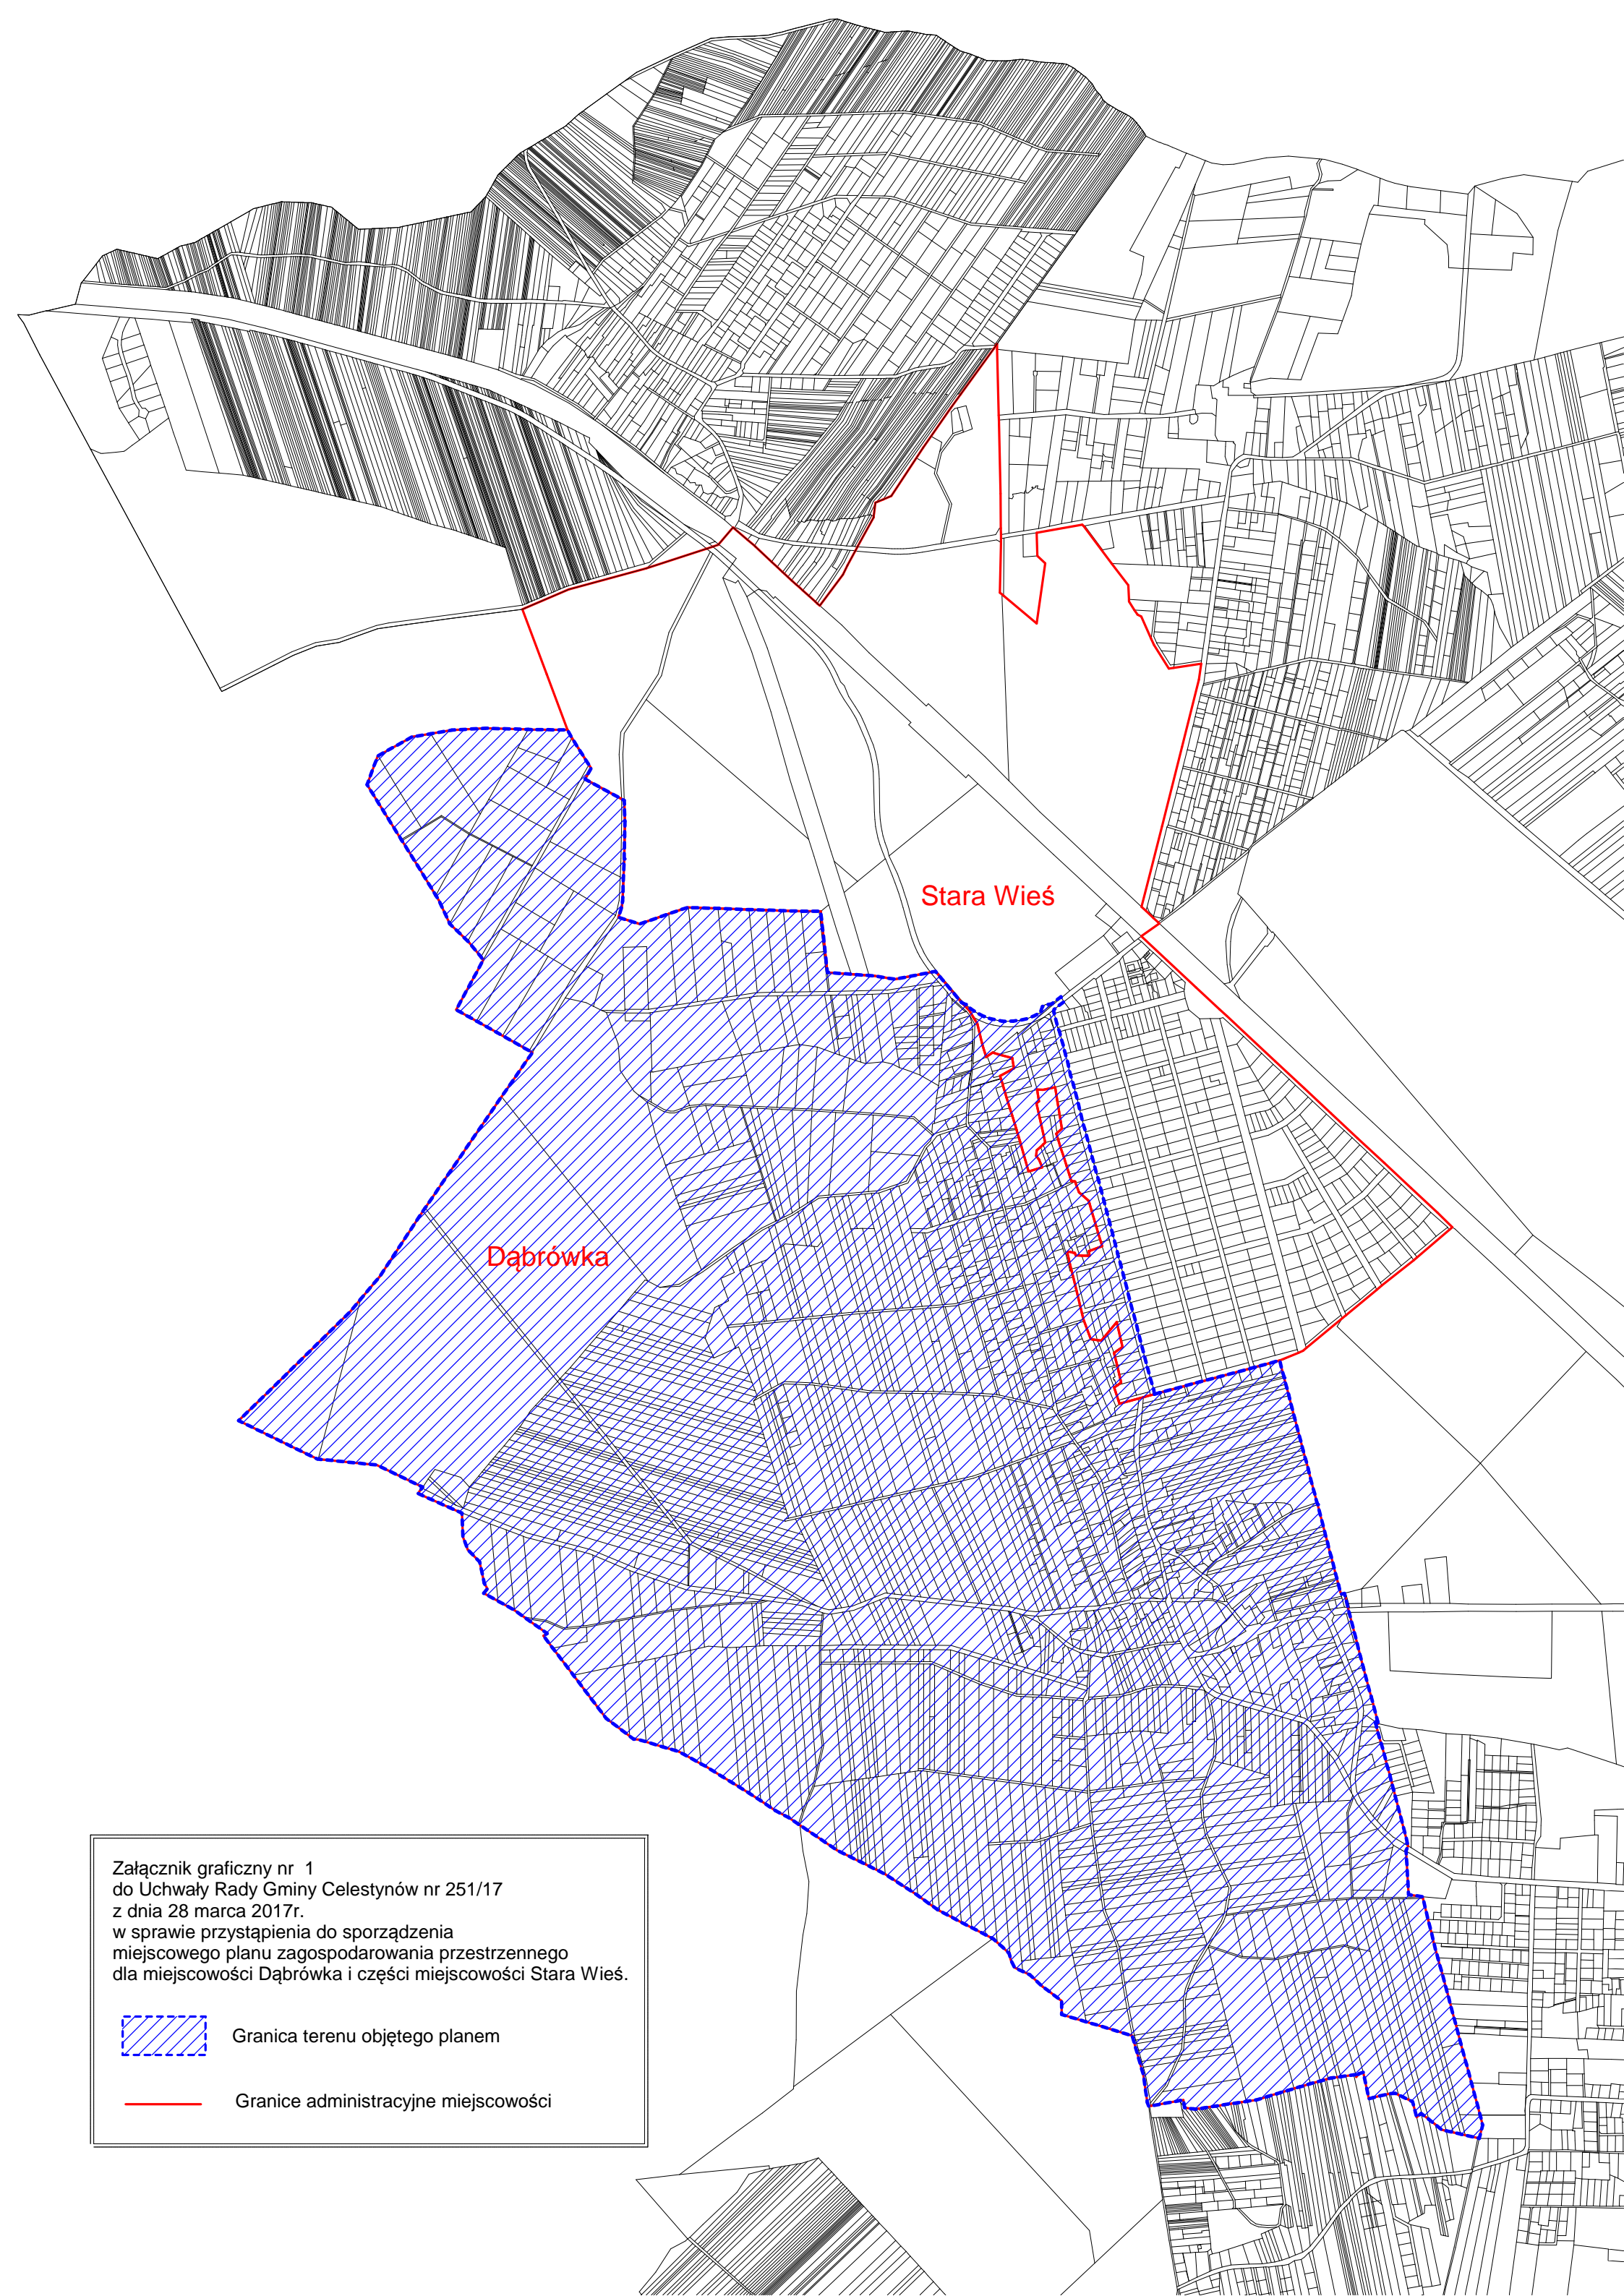 Stara Wieś
Dąbrówka
Załącznik graficzny nr 1
do Uchwały Rady Gminy Celestynów nr 251/17
z dnia 28 marca 2017r.
w sprawie przystąpienia do sporządzenia
miejscowego planu zagospodarowania przestrzennego
dla miejscowości Dąbrówka i części miejscowości Stara Wieś.
Granica terenu objętego planem
Granice administracyjne miejscowości